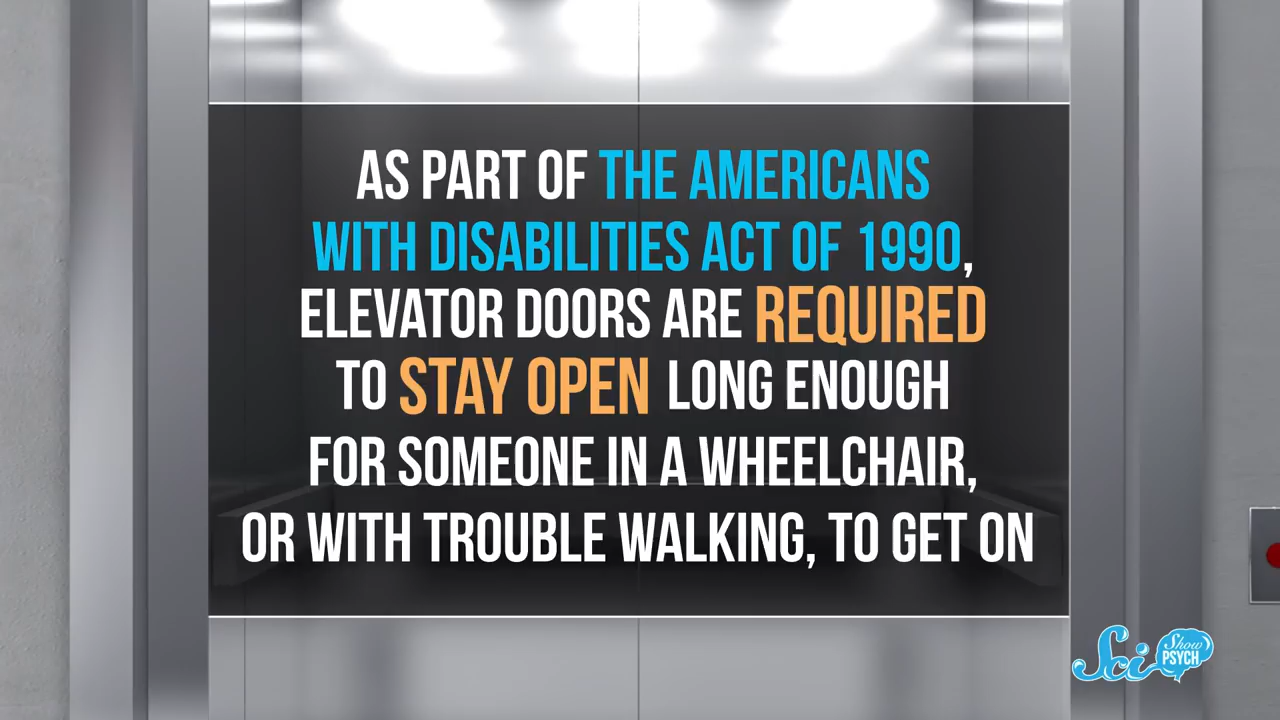 AS PART OF THE AMERICANS
WITH DISABILITIES ACT OF 1990,
ELEVATOR DOORS ARE REQUIRED
TO STAY OPEN LONG ENOUGH
FOR SOMEONE IN A WHEELCHAIR,
OR WITH TROUBLE WALKING, TO GET ON
Sci Show
PSYCH